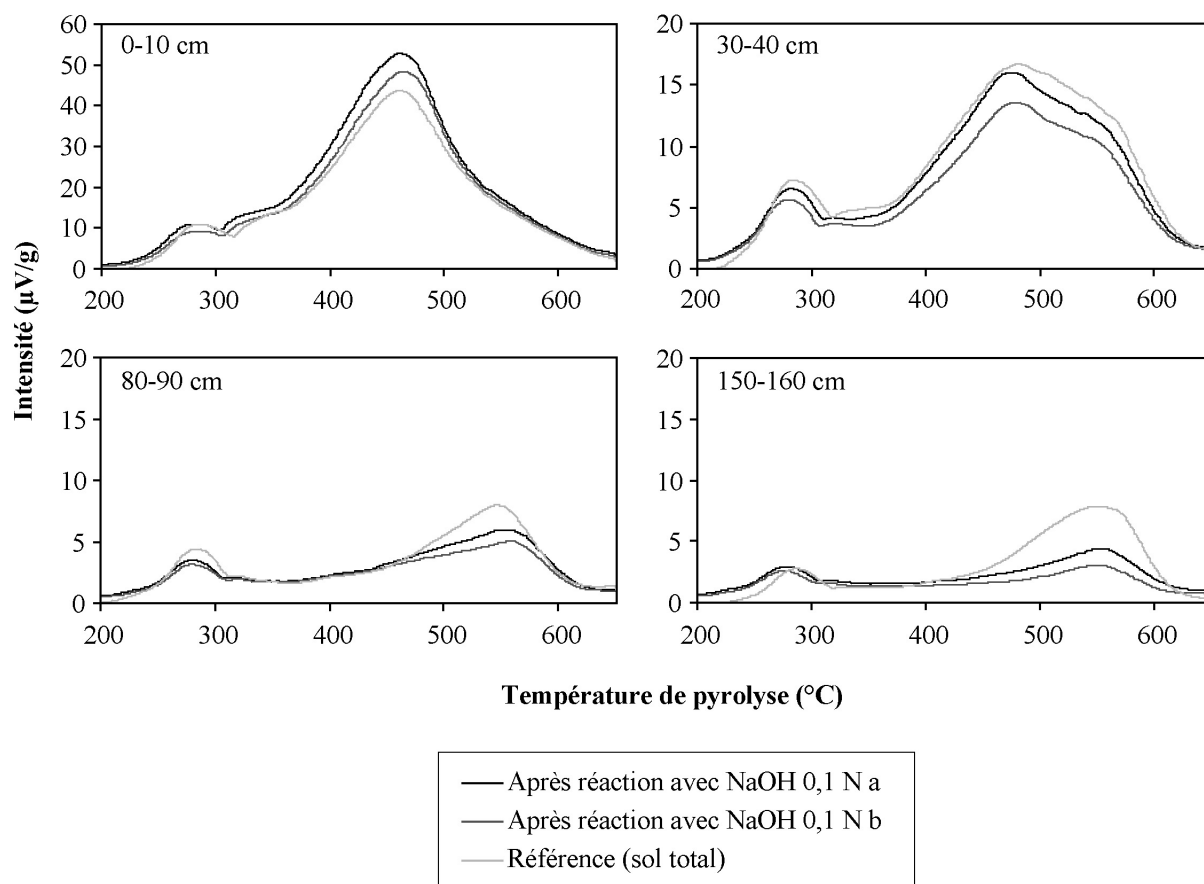 0-10 cm
60
50
40
30
20
10
0
200 300 400 500 600
30-40 cm
20
15
10
5
0
200 300 400 500 600
Intensité (µV/g)
80-90 cm
20
15
10
5
0
200 300 400 500 600
150-160 cm
20
15
10
5
0
200 300 400 500 600
Température de pyrolyse (°C)
Après réaction avec NaOH 0,1 N a
Après réaction avec NaOH 0,1 N b
Référence (sol total)